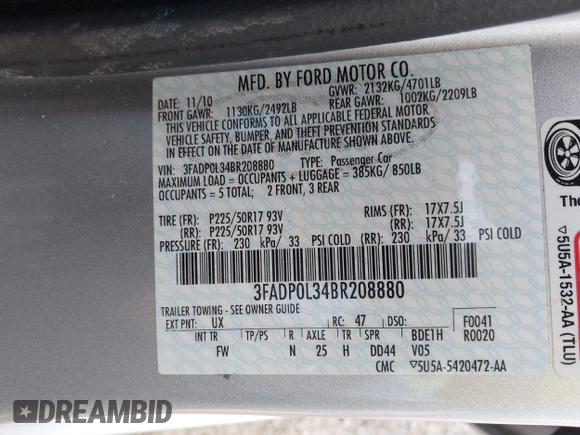 MFD. BY FORD MOTOR CO.
DATE: 11/10 GVWR: 2132KG/4701LB
FRONT GAWR: 1130KG/2492LB REAR GAWR: 1002KG/2209LB
THIS VEHICLE CONFORMS TO ALL APPLICABLE FEDERAL MOTOR
VEHICLE SAFETY, BUMPER, AND THEFT PREVENTION STANDARDS
IN EFFECT ON THE DATE OF MANUFACTURE SHOWN ABOVE.
VIN: 3FADP0L34BR208880 TYPE: Passenger Car
MAXIMUM LOAD = OCCUPANTS + LUGGAGE = 385KG/ 850LB
OCCUPANTS = 5 TOTAL; 2 FRONT, 3 REAR
TIRE (FR): P225/50R17 93V RIMS (FR): 17X7.5J
(RR): P225/50R17 93V (RR): 17X7.5J
PRESSURE (FR): 230 kPa/ 33 PSI COLD (RR): 230 kPa/ 33 PSI COLD
3FADP0L34BR208880
TRAILER TOWING - SEE OWNER GUIDE
EXT PNT: UX RC: 47 DSO: F0041
INT TR TP/PS R AXLE TR SPR BDE1H R0020
FW N 25 H DD44 V05
CMC ▽5U5A-5420472-AA
The
▽5U5A-1532-AA (TLU)
DREAMBID